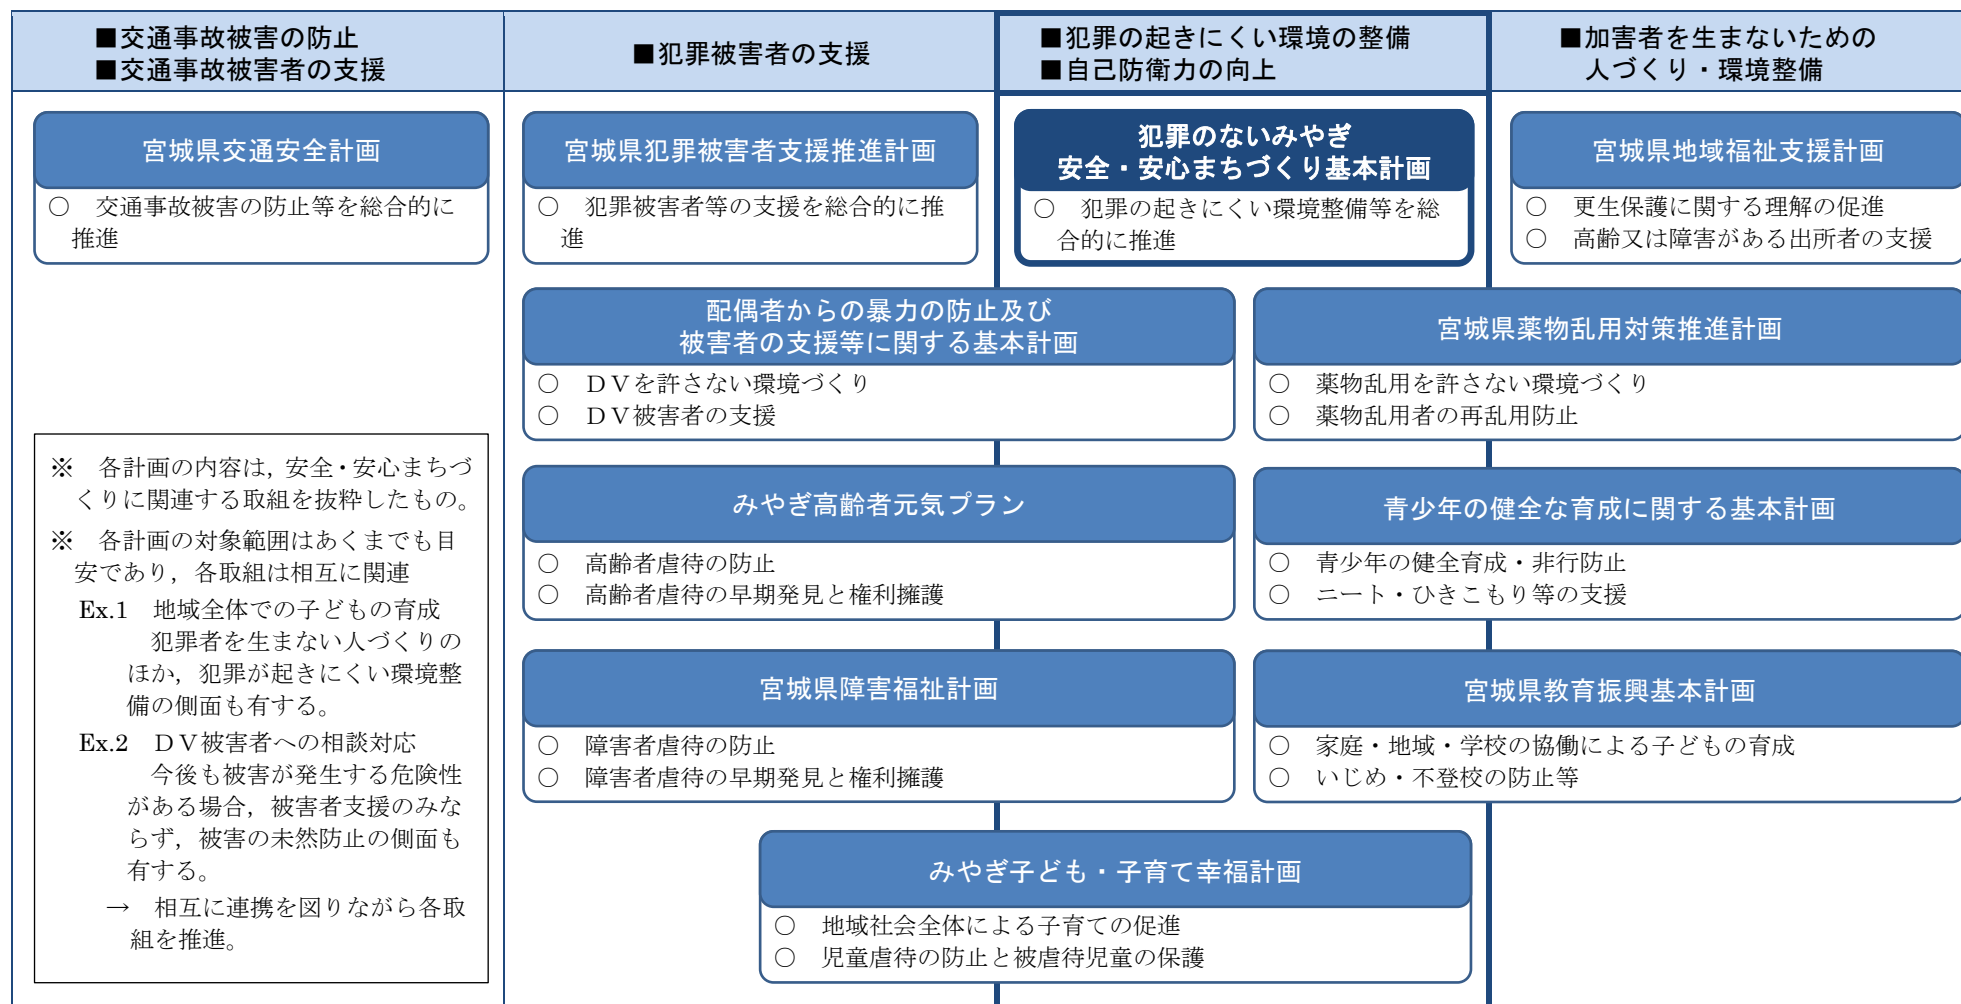 ■交通事故被害の防止
■交通事故被害者の支援
■犯罪被害者の支援
■犯罪の起きにくい環境の整備
■自己防衛力の向上
■加害者を生まないための
人づくり・環境整備
宮城県交通安全計画
○　交通事故被害の防止等を総合的に
推進
宮城県犯罪被害者支援推進計画
○　犯罪被害者等の支援を総合的に推
進
犯罪のないみやぎ
安全・安心まちづくり基本計画
○　犯罪の起きにくい環境整備等を総
合的に推進
宮城県地域福祉支援計画
○　更生保護に関する理解の促進
○　高齢又は障害がある出所者の支援
配偶者からの暴力の防止及び
被害者の支援等に関する基本計画
○　ＤＶを許さない環境づくり
○　ＤＶ被害者の支援
宮城県薬物乱用対策推進計画
○　薬物乱用を許さない環境づくり
○　薬物乱用者の再乱用防止
※　各計画の内容は，安全・安心まちづ
くりに関連する取組を抜粋したもの。
※　各計画の対象範囲はあくまでも目
安であり，各取組は相互に関連
Ex.1　地域全体での子どもの育成
犯罪者を生まない人づくりの
ほか，犯罪が起きにくい環境整
備の側面も有する。
Ex.2　ＤＶ被害者への相談対応
今後も被害が発生する危険性
がある場合，被害者支援のみな
らず，被害の未然防止の側面も
有する。
→　相互に連携を図りながら各取
組を推進。
みやぎ高齢者元気プラン
○　高齢者虐待の防止
○　高齢者虐待の早期発見と権利擁護
青少年の健全な育成に関する基本計画
○　青少年の健全育成・非行防止
○　ニート・ひきこもり等の支援
宮城県障害福祉計画
○　障害者虐待の防止
○　障害者虐待の早期発見と権利擁護
宮城県教育振興基本計画
○　家庭・地域・学校の協働による子どもの育成
○　いじめ・不登校の防止等
みやぎ子ども・子育て幸福計画
○　地域社会全体による子育ての促進
○　児童虐待の防止と被虐待児童の保護